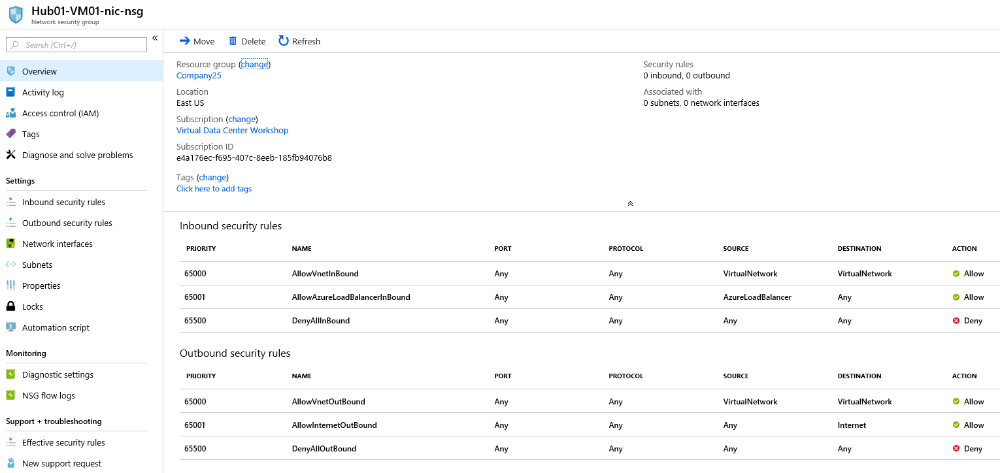 Hub01-VM01-nic-nsg
Network security group
Search (Ctrl+/)
«
Overview
Activity log
Access control (IAM)
Tags
Diagnose and solve problems
Settings
Inbound security rules
Outbound security rules
Network interfaces
Subnets
Properties
Locks
Automation script
Monitoring
Diagnostic settings
NSG flow logs
Support + troubleshooting
Effective security rules
New support request
Move Delete Refresh
Resource group (change)
Company25
Location
East US
Subscription (change)
Virtual Data Center Workshop
Subscription ID
e4a176ec-f695-407c-8eeb-185fb94076b8
Tags (change)
Click here to add tags
Security rules
0 inbound, 0 outbound
Associated with
0 subnets, 0 network interfaces
Inbound security rules
PRIORITY NAME PORT PROTOCOL SOURCE DESTINATION ACTION
65000 AllowVnetInBound Any Any VirtualNetwork VirtualNetwork Allow
65001 AllowAzureLoadBalancerInBound Any Any AzureLoadBalancer Any Allow
65500 DenyAllInBound Any Any Any Any Deny
Outbound security rules
PRIORITY NAME PORT PROTOCOL SOURCE DESTINATION ACTION
65000 AllowVnetOutBound Any Any VirtualNetwork VirtualNetwork Allow
65001 AllowInternetOutBound Any Any Any Internet Allow
65500 DenyAllOutBound Any Any Any Any Deny